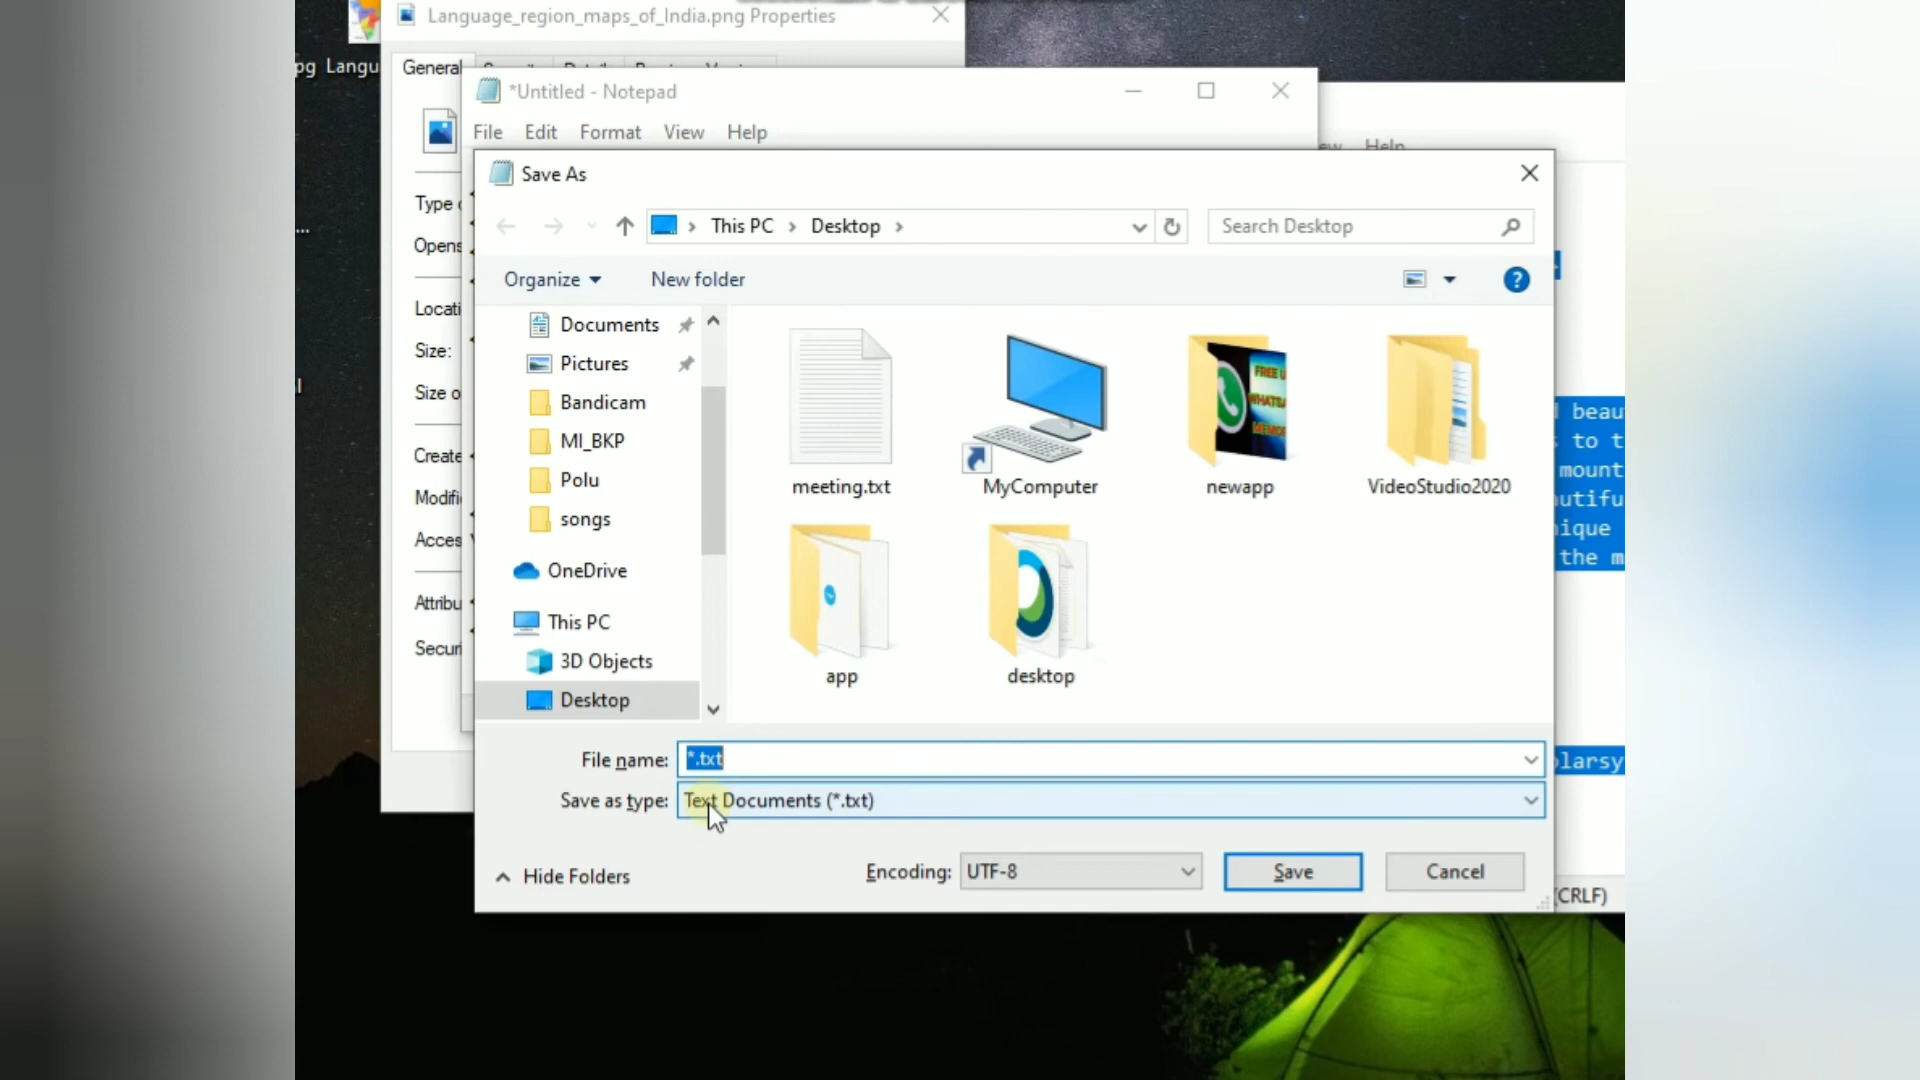 Language_region_maps_of_India.png Properties
pg Langu
General
*Untitled - Notepad
File Edit Format View Help
Help
Save As
This PC > Desktop >
Search Desktop
Organize
New folder
Type
Opens
Locati
Size:
Size o
Create
Modifi
Acces
Attribu
Securi
Documents
Pictures
Bandicam
MI_BKP
Polu
songs
OneDrive
This PC
3D Objects
Desktop
meeting.txt
MyComputer
FREE U
WHATSA
MEMOR
newapp
VideoStudio2020
app
desktop
beau
s to t
mount
utifu
ique
the m
larsy
File name: *.txt
Save as type: Text Documents (*.txt)
Hide Folders
Encoding: UTF-8
Save
Cancel
(CRLF)